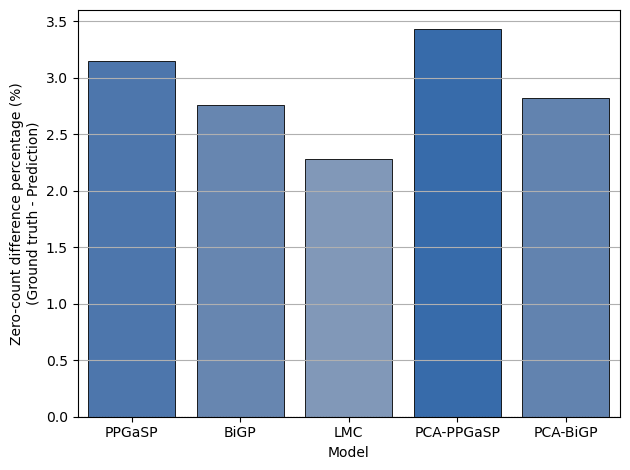 3.5
3.0
2.5
2.0
1.5
1.0
0.5
0.0
Zero-count difference percentage (%)
(Ground truth - Prediction)
PPGaSP BiGP LMC PCA-PPGaSP PCA-BiGP
Model